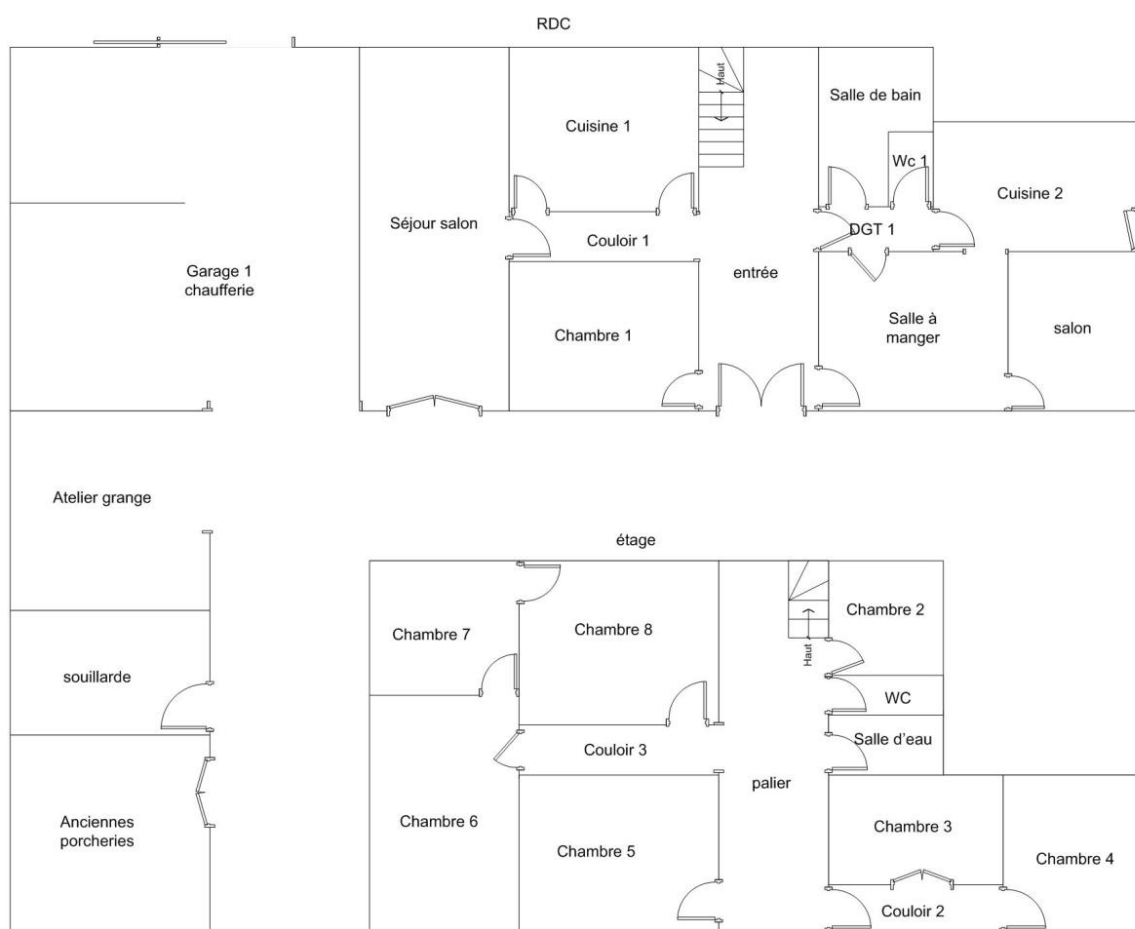 RDC
Haut
Salle de bain
Cuisine 1
Wc 1
Cuisine 2
Séjour salon
Couloir 1
DGT 1
entrée
Garage 1
chaufferie
Chambre 1
Salle à
manger
salon
Atelier grange
étage
Chambre 2
Chambre 7
Chambre 8
Haut
souillarde
WC
Salle d'eau
Couloir 3
palier
Anciennes
porcheries
Chambre 6
Chambre 5
Chambre 3
Chambre 4
Couloir 2